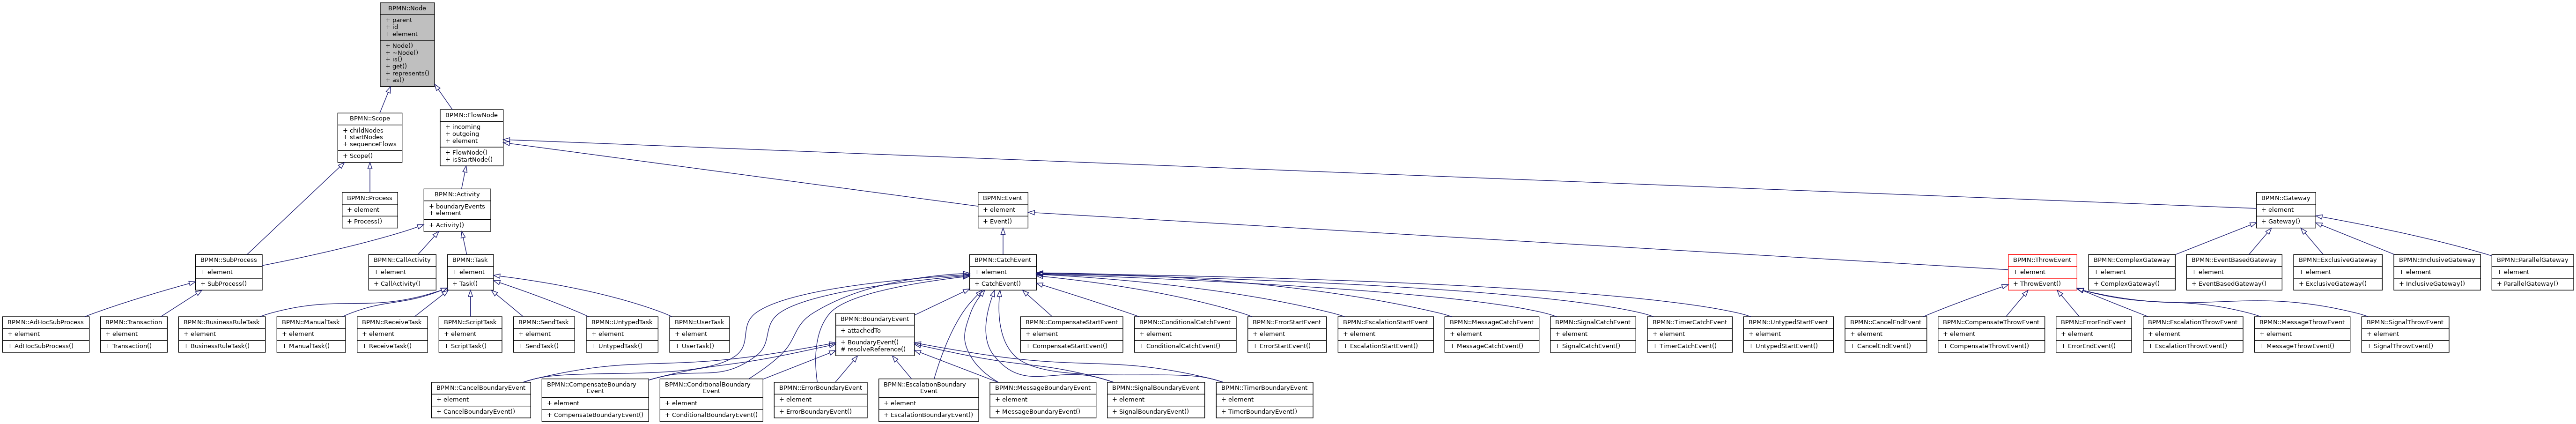 BPMN::Node
+ parent
+ id
+ element
+ Node()
+ ~Node()
+ is()
+ get()
+ represents()
+ as()
BPMN::Scope
+ childNodes
+ startNodes
+ sequenceFlows
+ Scope()
BPMN::FlowNode
+ incoming
+ outgoing
+ element
+ FlowNode()
+ isStartNode()
BPMN::Process
+ element
+ Process()
BPMN::Activity
+ boundaryEvents
+ element
+ Activity()
BPMN::Event
+ element
+ Event()
BPMN::Gateway
+ element
+ Gateway()
BPMN::SubProcess
+ element
+ SubProcess()
BPMN::CallActivity
+ element
+ CallActivity()
BPMN::Task
+ element
+ Task()
BPMN::CatchEvent
+ element
+ CatchEvent()
BPMN::ThrowEvent
+ element
+ ThrowEvent()
BPMN::ComplexGateway
+ element
+ ComplexGateway()
BPMN::EventBasedGateway
+ element
+ EventBasedGateway()
BPMN::ExclusiveGateway
+ element
+ ExclusiveGateway()
BPMN::InclusiveGateway
+ element
+ InclusiveGateway()
BPMN::ParallelGateway
+ element
+ ParallelGateway()
BPMN::AdHocSubProcess
+ element
+ AdHocSubProcess()
BPMN::Transaction
+ element
+ Transaction()
BPMN::BusinessRuleTask
+ element
+ BusinessRuleTask()
BPMN::ManualTask
+ element
+ ManualTask()
BPMN::ReceiveTask
+ element
+ ReceiveTask()
BPMN::ScriptTask
+ element
+ ScriptTask()
BPMN::SendTask
+ element
+ SendTask()
BPMN::UntypedTask
+ element
+ UntypedTask()
BPMN::UserTask
+ element
+ UserTask()
BPMN::BoundaryEvent
+ attachedTo
+ BoundaryEvent()
# resolveReference()
BPMN::CompensateStartEvent
+ element
+ CompensateStartEvent()
BPMN::ConditionalCatchEvent
+ element
+ ConditionalCatchEvent()
BPMN::ErrorStartEvent
+ element
+ ErrorStartEvent()
BPMN::EscalationStartEvent
+ element
+ EscalationStartEvent()
BPMN::MessageCatchEvent
+ element
+ MessageCatchEvent()
BPMN::SignalCatchEvent
+ element
+ SignalCatchEvent()
BPMN::TimerCatchEvent
+ element
+ TimerCatchEvent()
BPMN::UntypedStartEvent
+ element
+ UntypedStartEvent()
BPMN::CancelEndEvent
+ element
+ CancelEndEvent()
BPMN::CompensateThrowEvent
+ element
+ CompensateThrowEvent()
BPMN::ErrorEndEvent
+ element
+ ErrorEndEvent()
BPMN::EscalationThrowEvent
+ element
+ EscalationThrowEvent()
BPMN::MessageThrowEvent
+ element
+ MessageThrowEvent()
BPMN::SignalThrowEvent
+ element
+ SignalThrowEvent()
BPMN::CancelBoundaryEvent
+ element
+ CancelBoundaryEvent()
BPMN::CompensateBoundary
Event
+ element
+ CompensateBoundaryEvent()
BPMN::ConditionalBoundary
Event
+ element
+ ConditionalBoundaryEvent()
BPMN::ErrorBoundaryEvent
+ element
+ ErrorBoundaryEvent()
BPMN::EscalationBoundary
Event
+ element
+ EscalationBoundaryEvent()
BPMN::MessageBoundaryEvent
+ element
+ MessageBoundaryEvent()
BPMN::SignalBoundaryEvent
+ element
+ SignalBoundaryEvent()
BPMN::TimerBoundaryEvent
+ element
+ TimerBoundaryEvent()